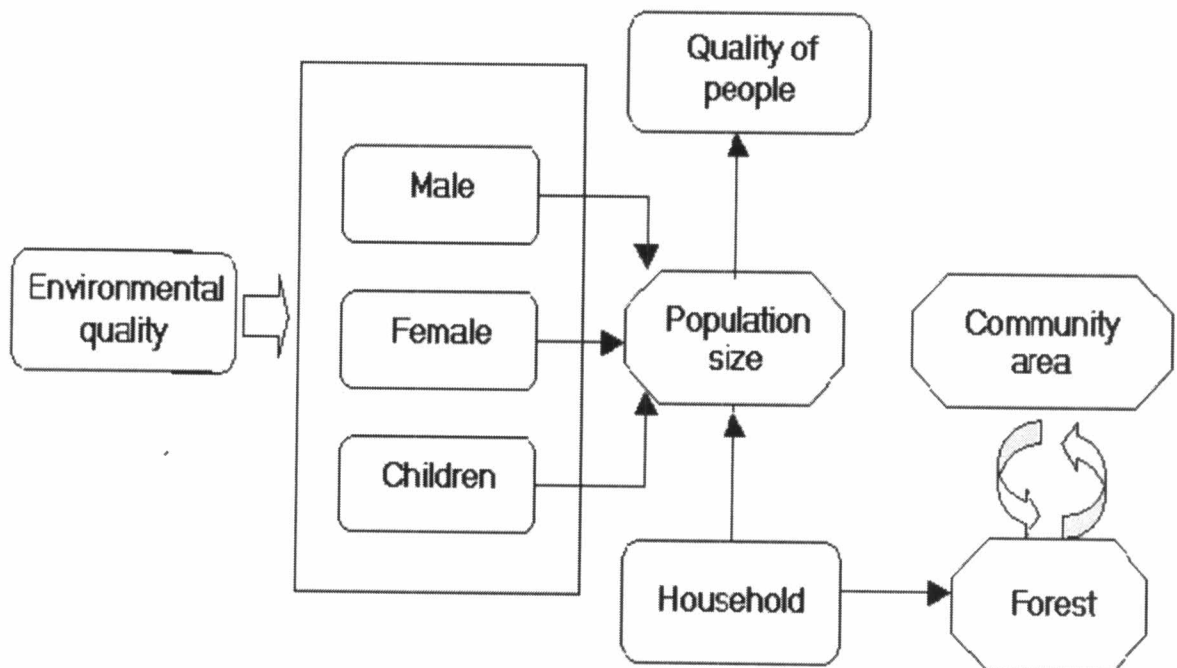 Quality of
people
Male
Environmental
quality
Female
Population
size
Community
area
Children
Household
Forest